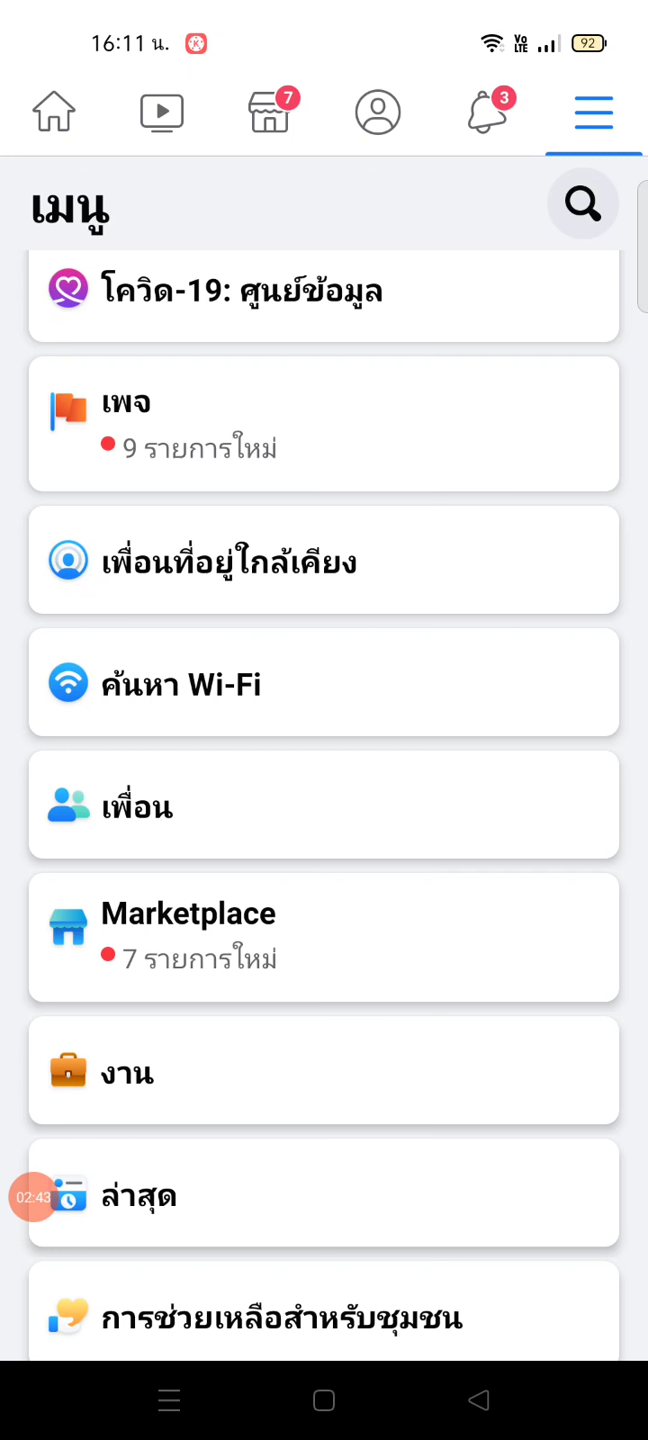 16:11 น.
Vo
LTE
92
7
3
เมนู
โควิด-19: ศูนย์ข้อมูล
เพจ
9 รายการใหม่
เพื่อนที่อยู่ใกล้เคียง
ค้นหา Wi-Fi
เพื่อน
Marketplace
7 รายการใหม่
งาน
02:43
ล่าสุด
การช่วยเหลือสำหรับชุมชน